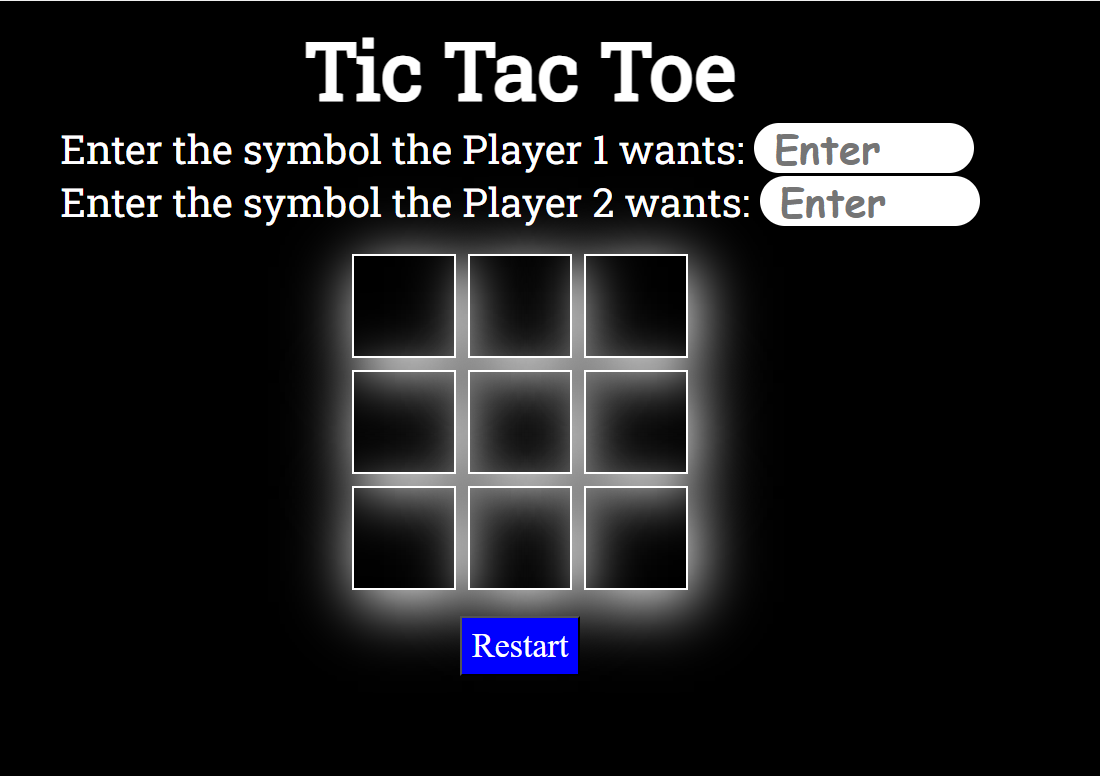 Tic Tac Toe
Enter the symbol the Player 1 wants: Enter
Enter the symbol the Player 2 wants: Enter
Restart